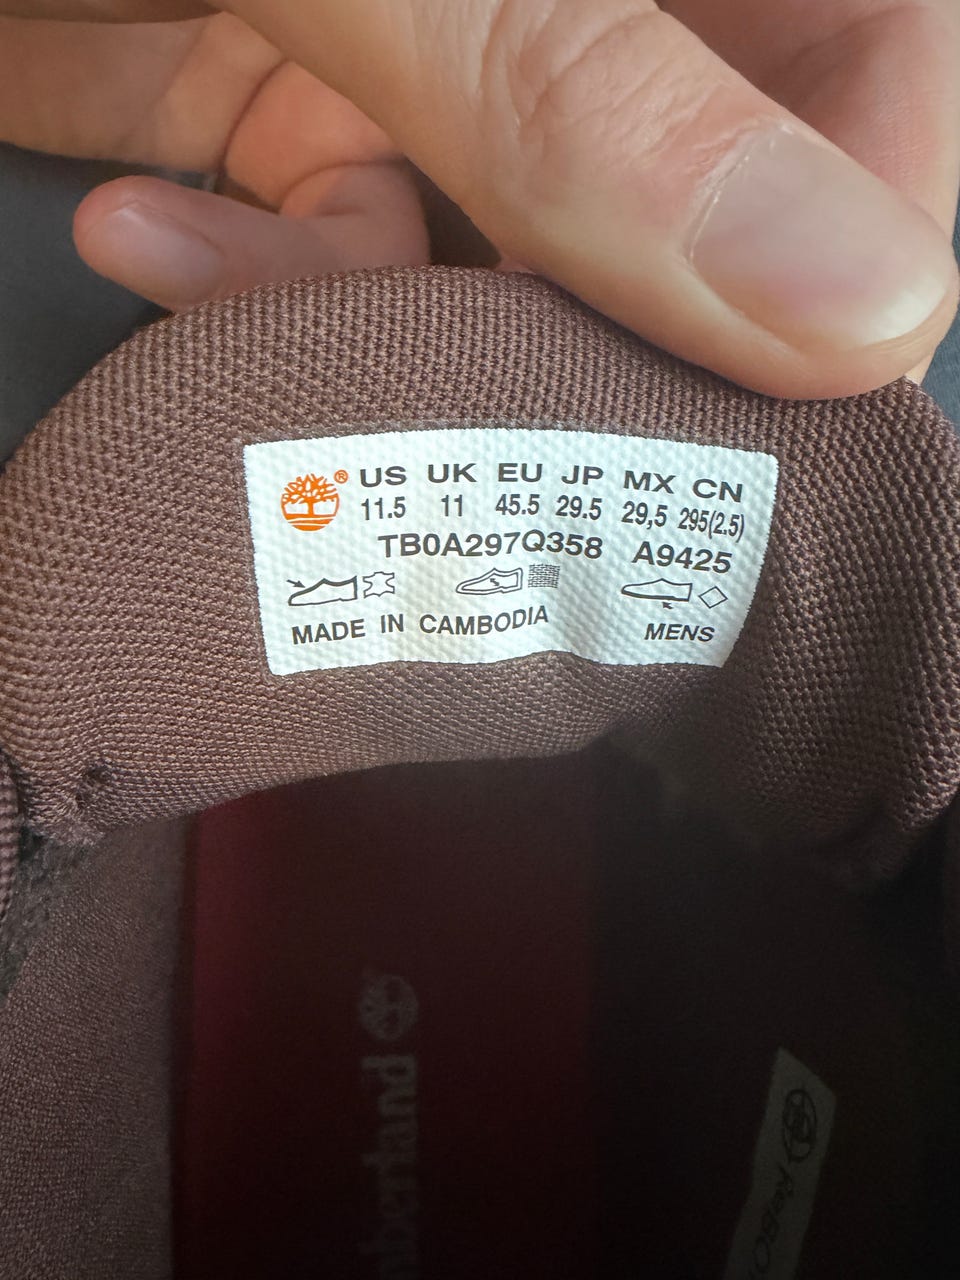 ® US UK EU JP MX CN
11.5 11 45.5 29.5 29,5 295(2.5)
TB0A297Q358 A9425
MADE IN CAMBODIA MENS
berland